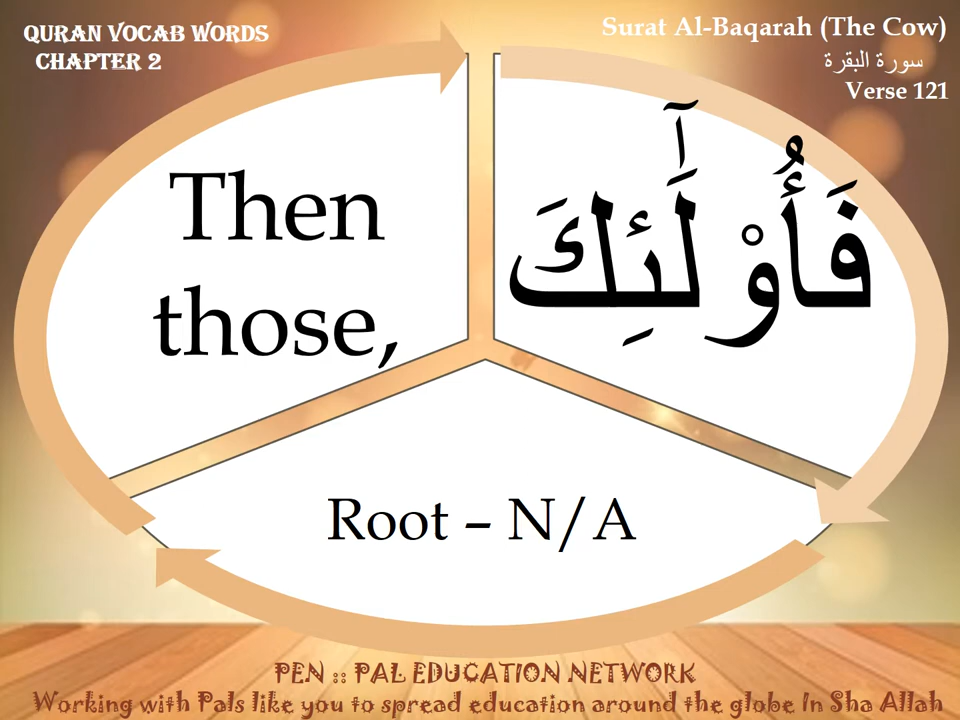 QURAN VOCAB WORDS
CHAPTER 2
Surat Al-Baqarah (The Cow)
سورة البقرة
Verse 121
Then
those,
فَأُوْلَٰٓئِكَ
Root – N/A
PEN :: PAL EDUCATION NETWORK
Working with Pals like you to spread education around the globe In Sha Allah